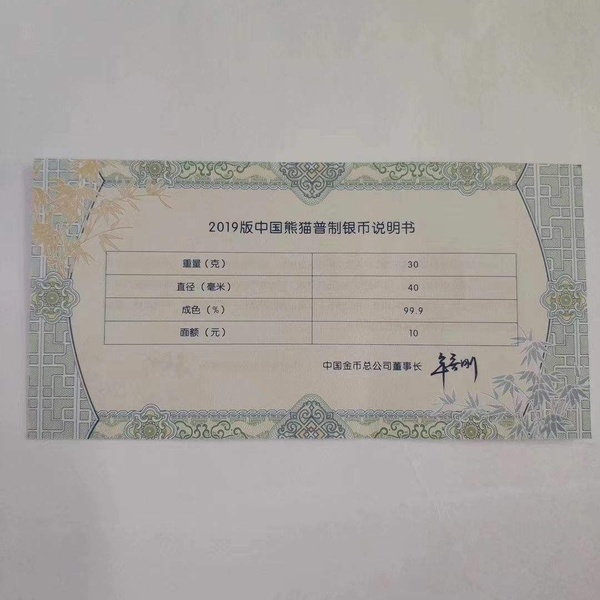 2019版中国熊猫普制银币说明书
重量（克） 30
直径（毫米） 40
成色（%） 99.9
面额（元） 10
中国金币总公司董事长